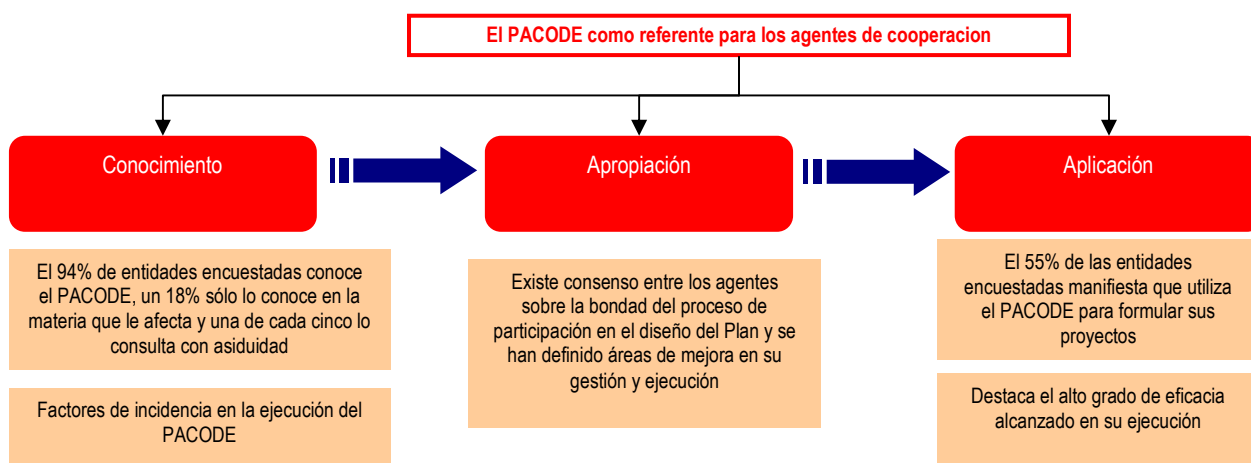 El PACODE como referente para los agentes de cooperacion
Conocimiento
El 94% de entidades encuestadas conoce
el PACODE, un 18% sólo lo conoce en la
materia que le afecta y una de cada cinco lo
consulta con asiduidad
Factores de incidencia en la ejecución del
PACODE
Apropiación
Existe consenso entre los agentes
sobre la bondad del proceso de
participación en el diseño del Plan y se
han definido áreas de mejora en su
gestión y ejecución
Aplicación
El 55% de las entidades
encuestadas manifiesta que utiliza
el PACODE para formular sus
proyectos
Destaca el alto grado de eficacia
alcanzado en su ejecución